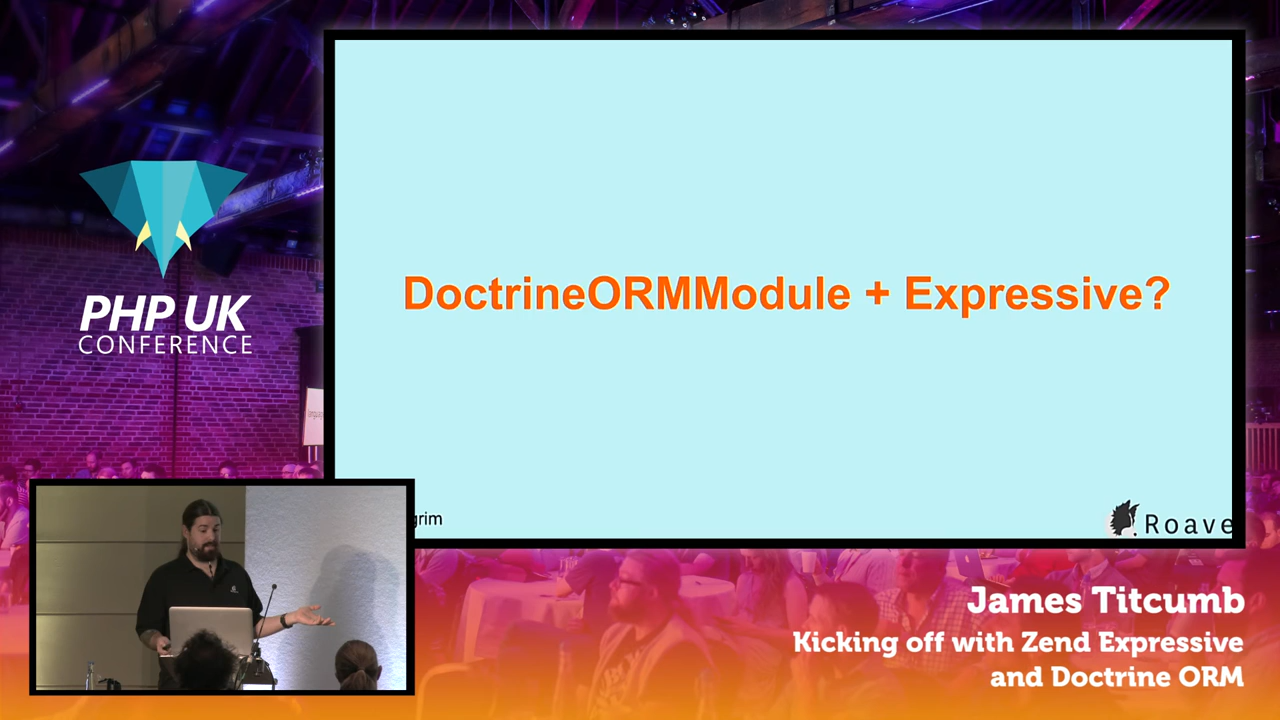 PHP UK
CONFERENCE
DoctrineORMModule + Expressive?
grim
Roave
James Titcumb
Kicking off with Zend Expressive
and Doctrine ORM